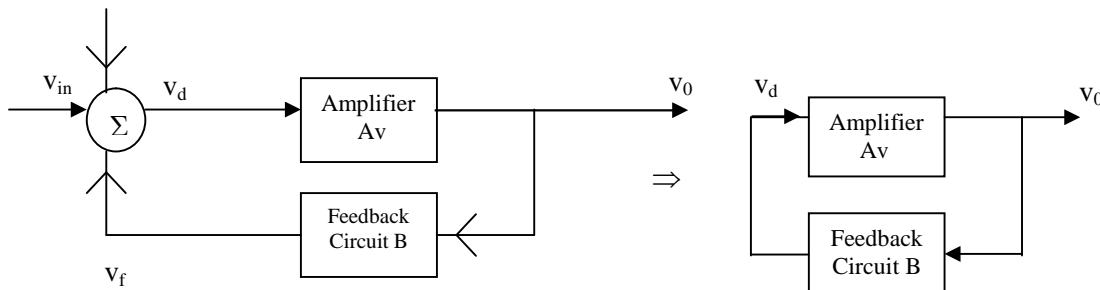 v_in
v_d
Σ
Amplifier
Av
v_0
Feedback
Circuit B
v_f
⇒
v_d
Amplifier
Av
v_0
Feedback
Circuit B